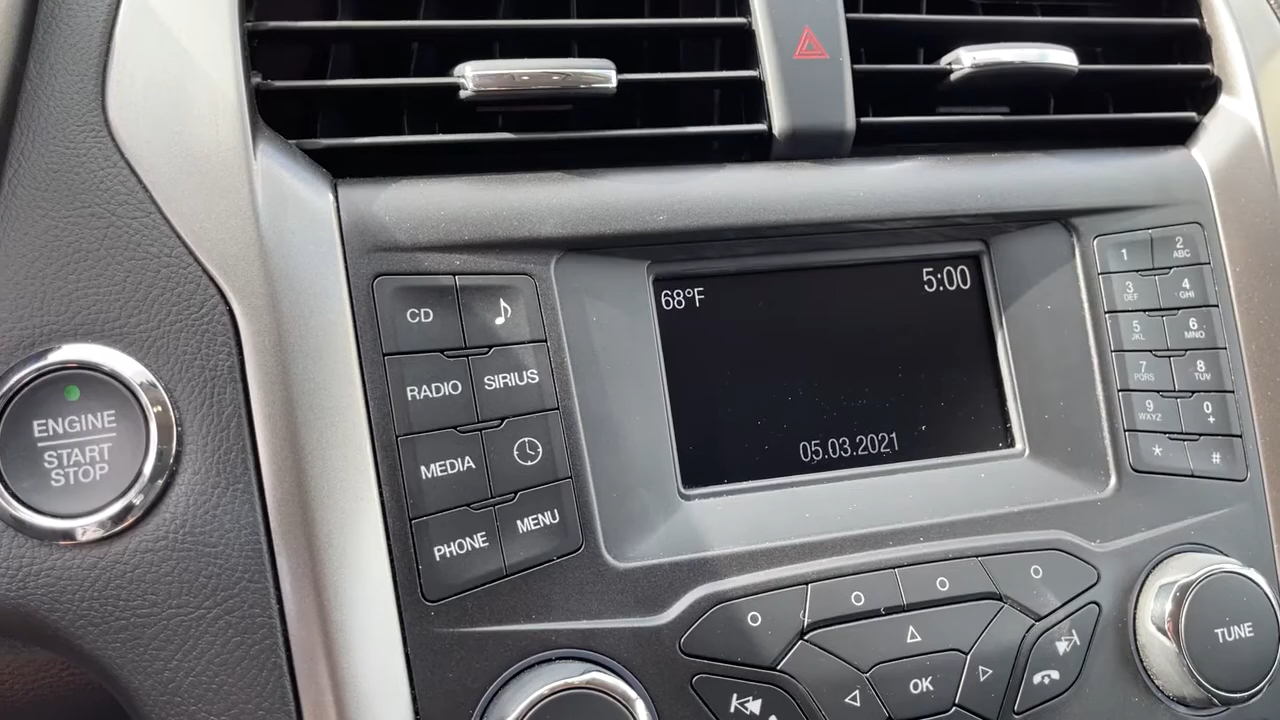 ENGINE
START
STOP
CD
RADIO
SIRIUS
MEDIA
PHONE
MENU
68°F
5:00
05.03.2021
1
2
ABC
3
DEF
4
GHI
5
JKL
6
MNO
7
PQRS
8
TUV
9
WXYZ
0
+
*
#
OK
TUNE